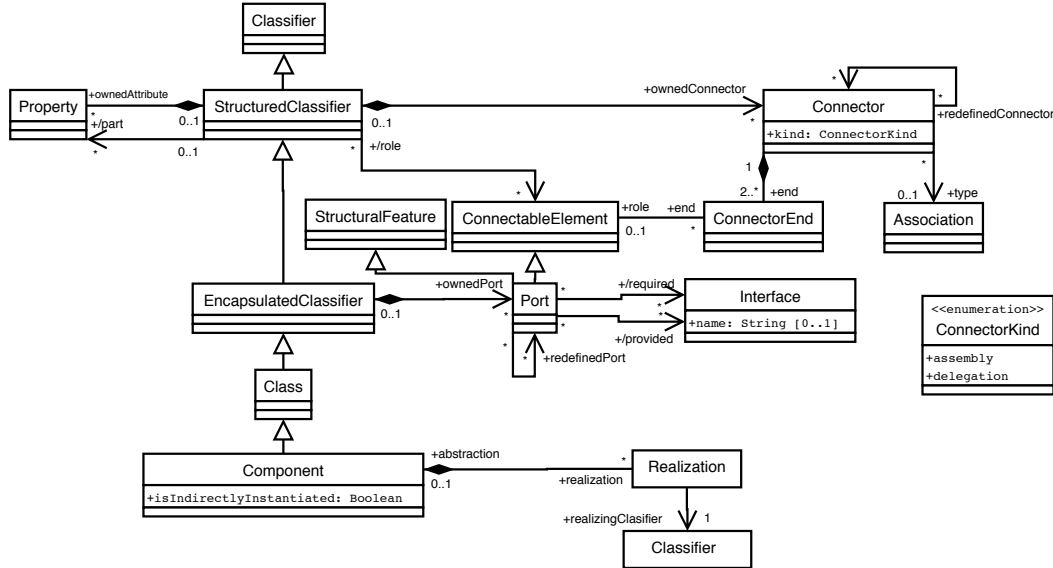 Classifier
Property
+ownedAttribute
*
0..1
+/part
*
0..1
StructuredClassifier
0..1
*
+/role
*
+ownedConnector
*
Connector
+kind: ConnectorKind
*
*
+redefinedConnector
1
2..*
+end
*
0..1
+type
StructuralFeature
ConnectableElement
+role
0..1
+end
*
ConnectorEnd
Association
EncapsulatedClassifier
0..1
+ownedPort
*
Port
*
*
*
*
+redefinedPort
+/required
*
*
+/provided
Interface
+name: String [0..1]
<<enumeration>>
ConnectorKind
+assembly
+delegation
Class
Component
+isIndirectlyInstantiated: Boolean
+abstraction
0..1
*
+realization
Realization
+realizingClasifier
1
Classifier